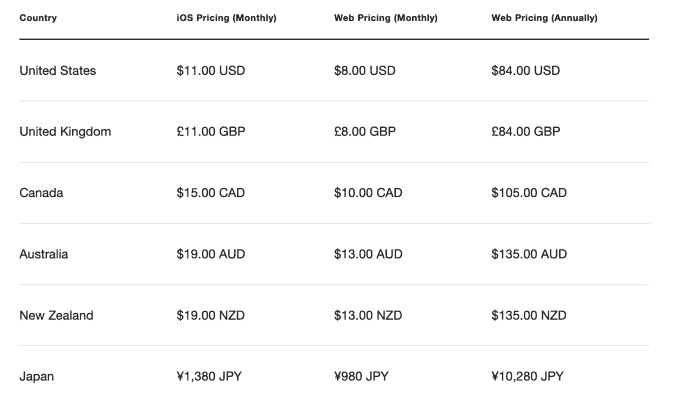 Country iOS Pricing (Monthly) Web Pricing (Monthly) Web Pricing (Annually)
United States $11.00 USD $8.00 USD $84.00 USD
United Kingdom £11.00 GBP £8.00 GBP £84.00 GBP
Canada $15.00 CAD $10.00 CAD $105.00 CAD
Australia $19.00 AUD $13.00 AUD $135.00 AUD
New Zealand $19.00 NZD $13.00 NZD $135.00 NZD
Japan ¥1,380 JPY ¥980 JPY ¥10,280 JPY